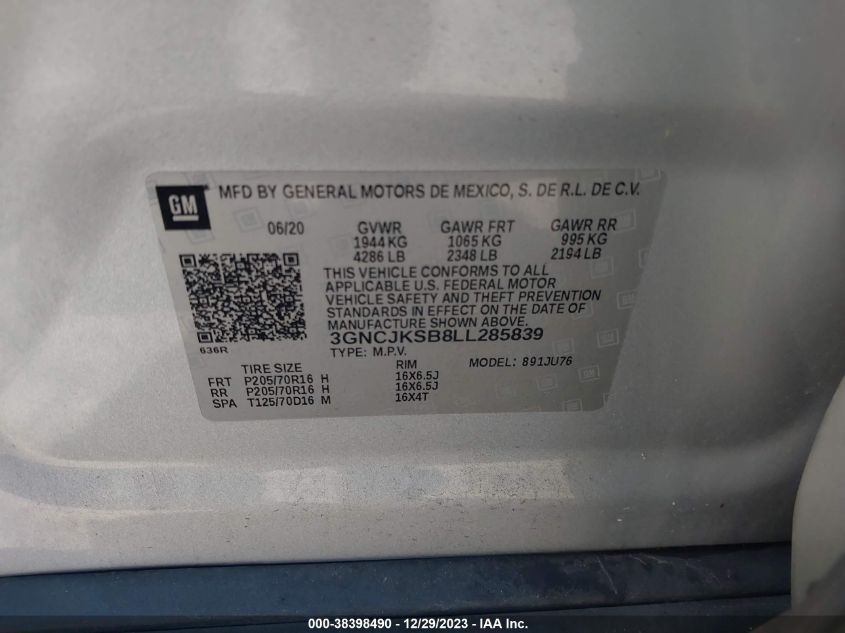 GM
MFD BY GENERAL MOTORS DE MEXICO, S. DE R.L. DE C.V.
06/20 GVWR GAWR FRT GAWR RR
1944 KG 1065 KG 995 KG
4286 LB 2348 LB 2194 LB
THIS VEHICLE CONFORMS TO ALL
APPLICABLE U.S. FEDERAL MOTOR
VEHICLE SAFETY AND THEFT PREVENTION
STANDARDS IN EFFECT ON THE DATE OF
MANUFACTURE SHOWN ABOVE.
3GNCJKSB8LL285839
636R
TYPE: M.P.V. MODEL: 891JU76
TIRE SIZE RIM
FRT P205/70R16 H 16X6.5J
RR P205/70R16 H 16X6.5J
SPA T125/70D16 M 16X4T
000-38398490 - 12/29/2023 - IAA Inc.